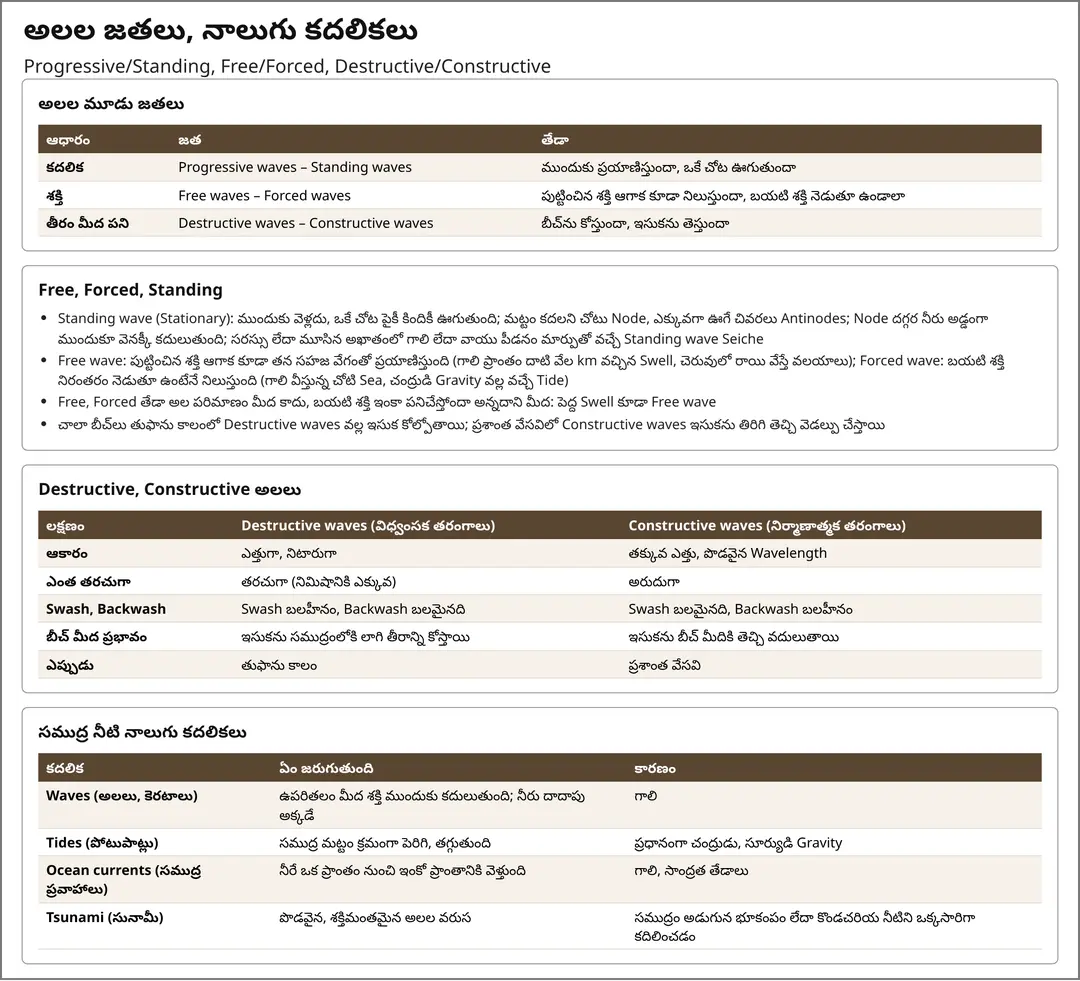 అలల జతలు, నాలుగు కదలికలు
Progressive/Standing, Free/Forced, Destructive/Constructive
అలల మూడు జతలు
ఆధారం జత తేడా
కదలిక Progressive waves – Standing waves ముందుకు ప్రయాణిస్తుందా, ఒకే చోట ఊగుతుందా
శక్తి Free waves – Forced waves పుట్టించిన శక్తి ఆగాక కూడా నిలుస్తుందా, బయటి శక్తి నెడుతూ ఉండాలా
తీరం మీద పని Destructive waves – Constructive waves బీచ్‌ను కోస్తుందా, ఇసుకను తెస్తుందా
Free, Forced, Standing
• Standing wave (Stationary): ముందుకు వెళ్లదు, ఒకే చోట పైకీ కిందికీ ఊగుతుంది; మట్టం కదలని చోటు Node, ఎక్కువగా ఊగే చివరలు Antinodes; Node దగ్గర నీరు అడ్డంగా
ముందుకూ వెనక్కీ కదులుతుంది; సరస్సు లేదా మూసిన అఖాతంలో గాలి లేదా వాయు పీడనం మార్పుతో వచ్చే Standing wave Seiche
• Free wave: పుట్టించిన శక్తి ఆగాక కూడా తన సహజ వేగంతో ప్రయాణిస్తుంది (గాలి ప్రాంతం దాటి వేల km వచ్చిన Swell, చెరువులో రాయి వేస్తే వలయాలు); Forced wave: బయటి శక్తి
నిరంతరం నెడుతూ ఉంటేనే నిలుస్తుంది (గాలి వీస్తున్న చోటి Sea, చంద్రుడి Gravity వల్ల వచ్చే Tide)
• Free, Forced తేడా అల పరిమాణం మీద కాదు, బయటి శక్తి ఇంకా పనిచేస్తోందా అన్నదాని మీద: పెద్ద Swell కూడా Free wave
• చాలా బీచ్‌లు తుఫాను కాలంలో Destructive waves వల్ల ఇసుక కోల్పోతాయి; ప్రశాంత వేసవిలో Constructive waves ఇసుకను తిరిగి తెచ్చి వెడల్పు చేస్తాయి
Destructive, Constructive అలలు
లక్షణం Destructive waves (విధ్వంసక తరంగాలు) Constructive waves (నిర్మాణాత్మక తరంగాలు)
ఆకారం ఎత్తుగా, నిటారుగా తక్కువ ఎత్తు, పొడవైన Wavelength
ఎంత తరచుగా తరచుగా (నిమిషానికి ఎక్కువ) అరుదుగా
Swash, Backwash Swash బలహీనం, Backwash బలమైనది Swash బలమైనది, Backwash బలహీనం
బీచ్ మీద ప్రభావం ఇసుకను సముద్రంలోకి లాగి తీరాన్ని కోస్తాయి ఇసుకను బీచ్ మీదికి తెచ్చి వదులుతాయి
ఎప్పుడు తుఫాను కాలం ప్రశాంత వేసవి
సముద్ర నీటి నాలుగు కదలికలు
కదలిక ఏం జరుగుతుంది కారణం
Waves (అలలు, కెరటాలు) ఉపరితలం మీద శక్తి ముందుకు కదులుతుంది; నీరు దాదాపు గాలి
అక్కడే
Tides (పోటుపాట్లు) సముద్ర మట్టం క్రమంగా పెరిగి, తగ్గుతుంది ప్రధానంగా చంద్రుడు, సూర్యుడి Gravity
Ocean currents (సముద్ర నీరే ఒక ప్రాంతం నుంచి ఇంకో ప్రాంతానికి వెళ్తుంది గాలి, సాంద్రత తేడాలు
ప్రవాహాలు)
Tsunami (సునామీ) పొడవైన, శక్తిమంతమైన అలల వరుస సముద్రం అడుగున భూకంపం లేదా కొండచరియ నీటిని ఒక్కసారిగా
కదిలించడం